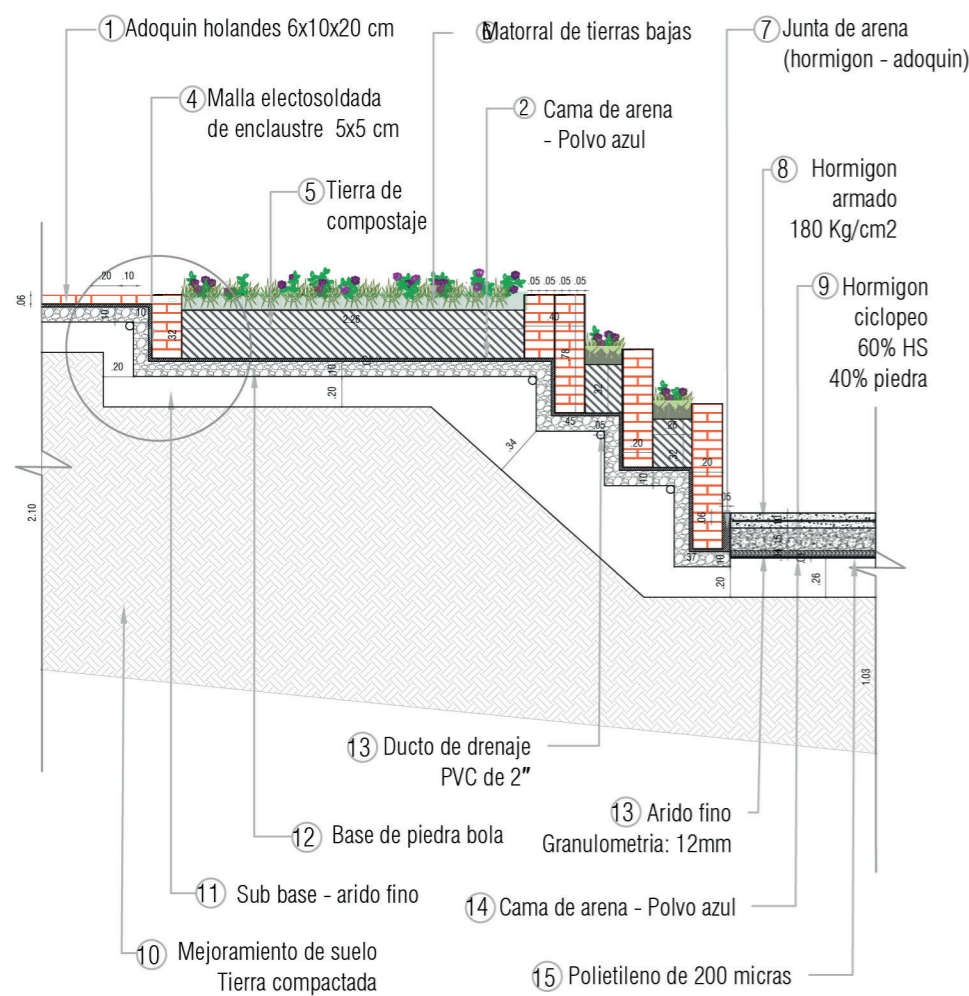 1 Adoquin holandes 6x10x20 cm
6 Matorral de tierras bajas
7 Junta de arena
(hormigon - adoquin)
4 Malla electosoldada
de enclaustre 5x5 cm
2 Cama de arena
- Polvo azul
8 Hormigon
armado
180 Kg/cm2
5 Tierra de
compostaje
9 Hormigon
ciclopeo
60% HS
40% piedra
.20 .10
.05 .05 .05 .05
.06
.10
.10
.32
2.26
.40
.78
.02
.10
.20
.20
.32
.45
.05
.34
.20
.10
.26
.32
.20
.05
.06
.37
.10
.20
.11
.15
.26
2.10
1.03
13 Ducto de drenaje
PVC de 2"
13 Arido fino
Granulometria: 12mm
12 Base de piedra bola
11 Sub base - arido fino
14 Cama de arena - Polvo azul
10 Mejoramiento de suelo
Tierra compactada
15 Polietileno de 200 micras